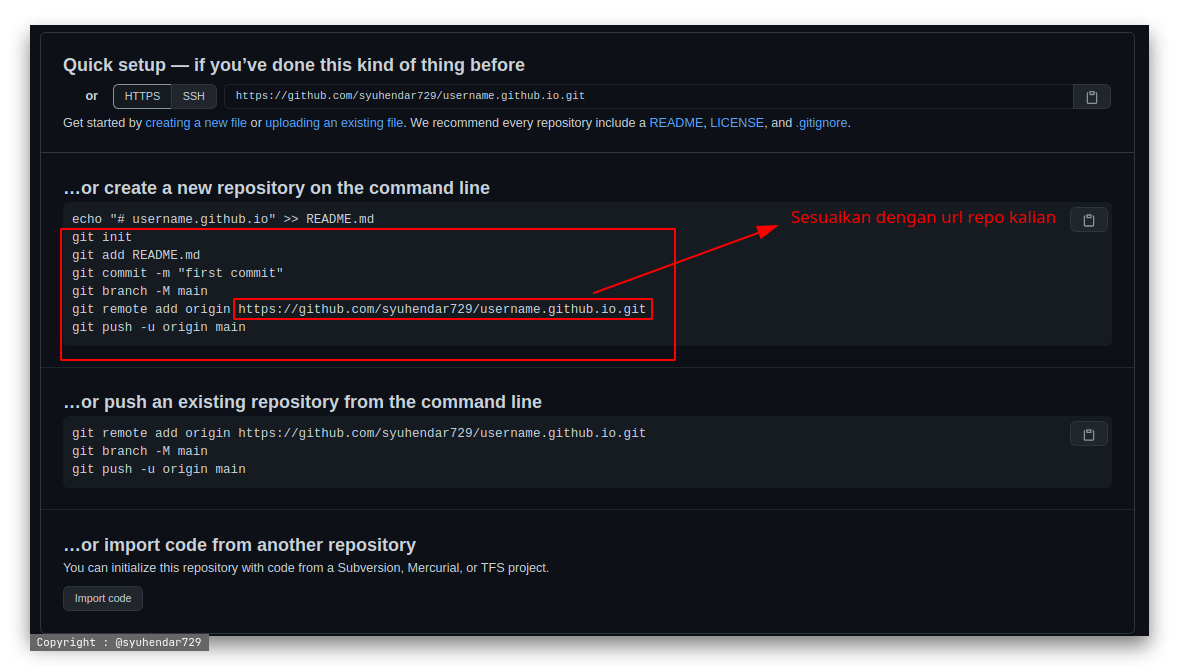 Quick setup — if you’ve done this kind of thing before
or HTTPS SSH https://github.com/syuhendar729/username.github.io.git
Get started by creating a new file or uploading an existing file. We recommend every repository include a README, LICENSE, and .gitignore.
…or create a new repository on the command line
echo "# username.github.io" >> README.md
git init
git add README.md
git commit -m "first commit"
git branch -M main
git remote add origin https://github.com/syuhendar729/username.github.io.git
git push -u origin main
Sesuaikan dengan url repo kalian
…or push an existing repository from the command line
git remote add origin https://github.com/syuhendar729/username.github.io.git
git branch -M main
git push -u origin main
…or import code from another repository
You can initialize this repository with code from a Subversion, Mercurial, or TFS project.
Import code
Copyright : @syuhendar729